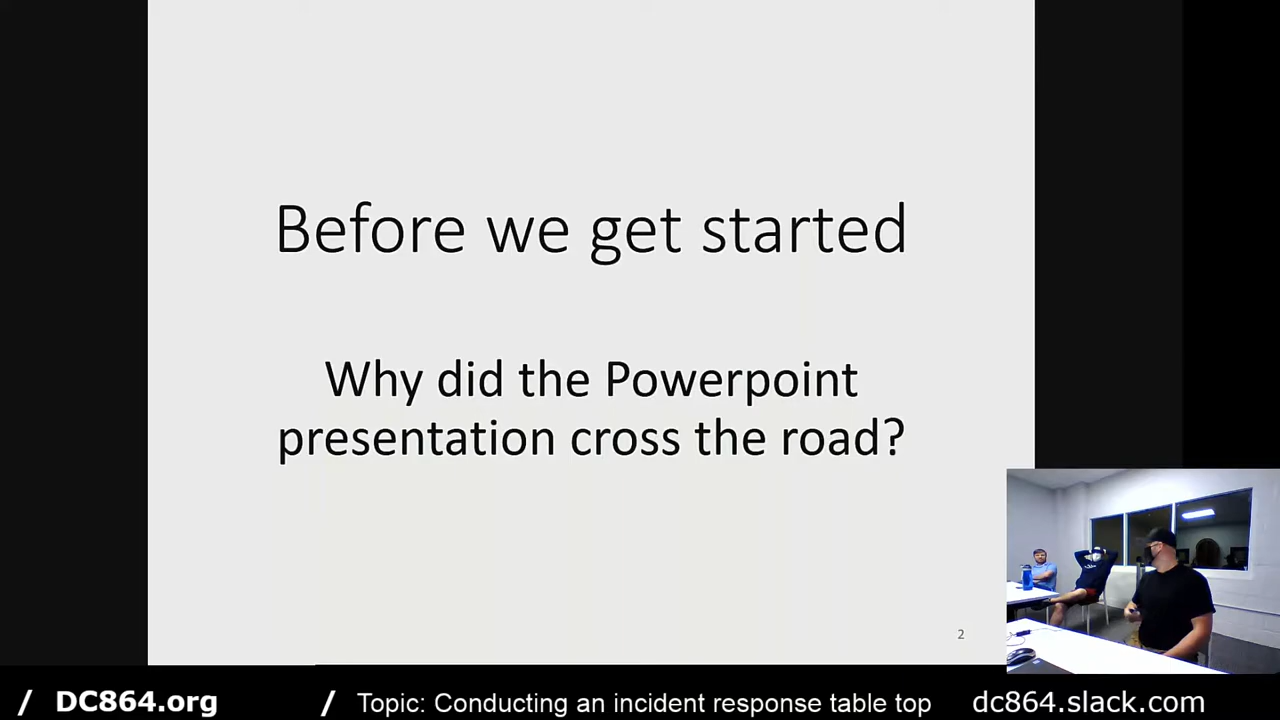 Before we get started
Why did the Powerpoint
presentation cross the road?
2
/ DC864.org / Topic: Conducting an incident response table top dc864.slack.com